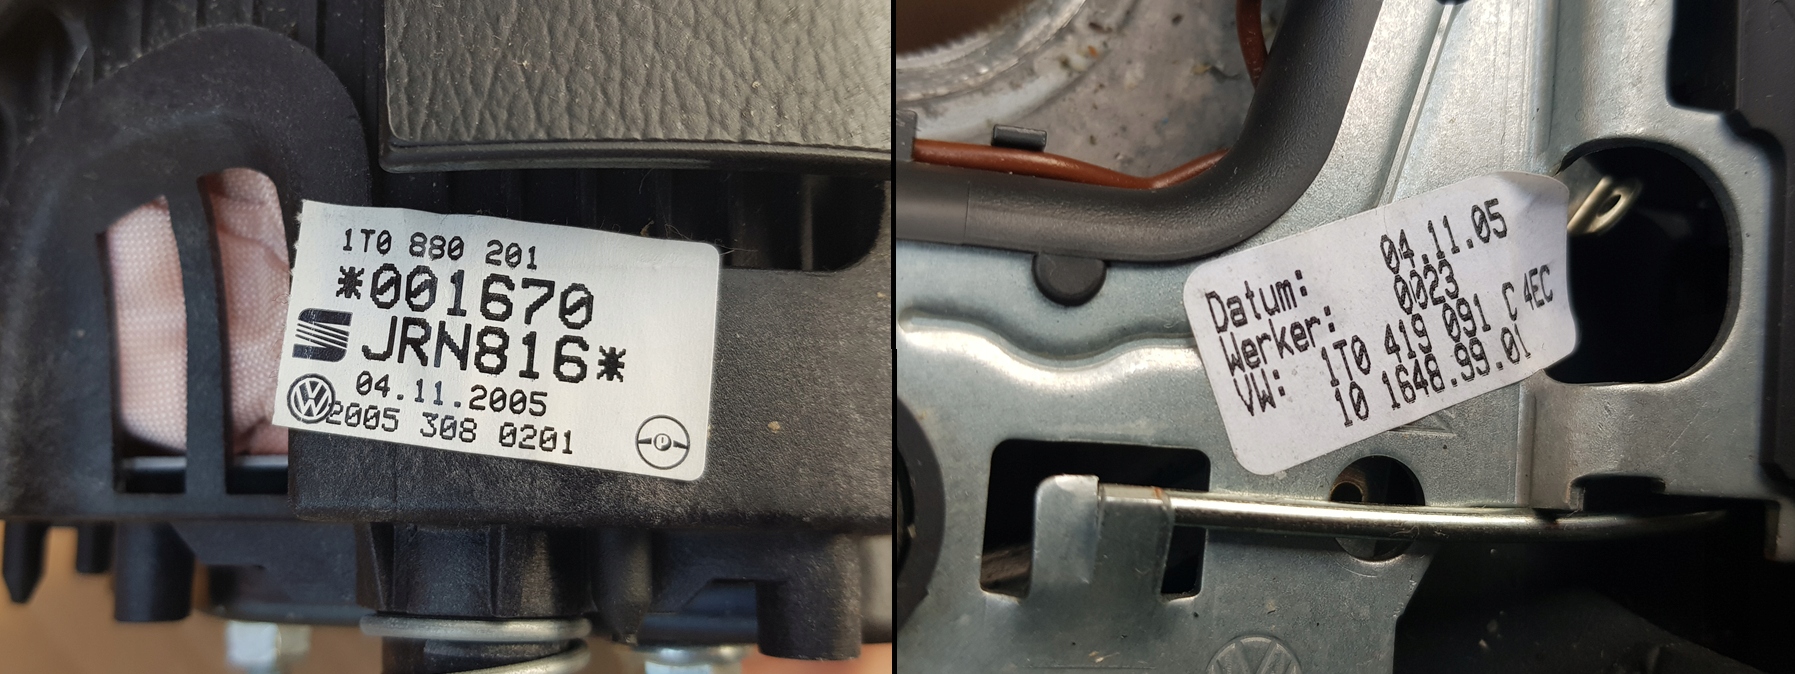 1T0 880 201
*001670
JRN816*
04.11.2005
2005 308 0201
Datum: 04.11.05
Werker: 0023
VW: 1T0 419 091 C 4EC
10 1648.99.01